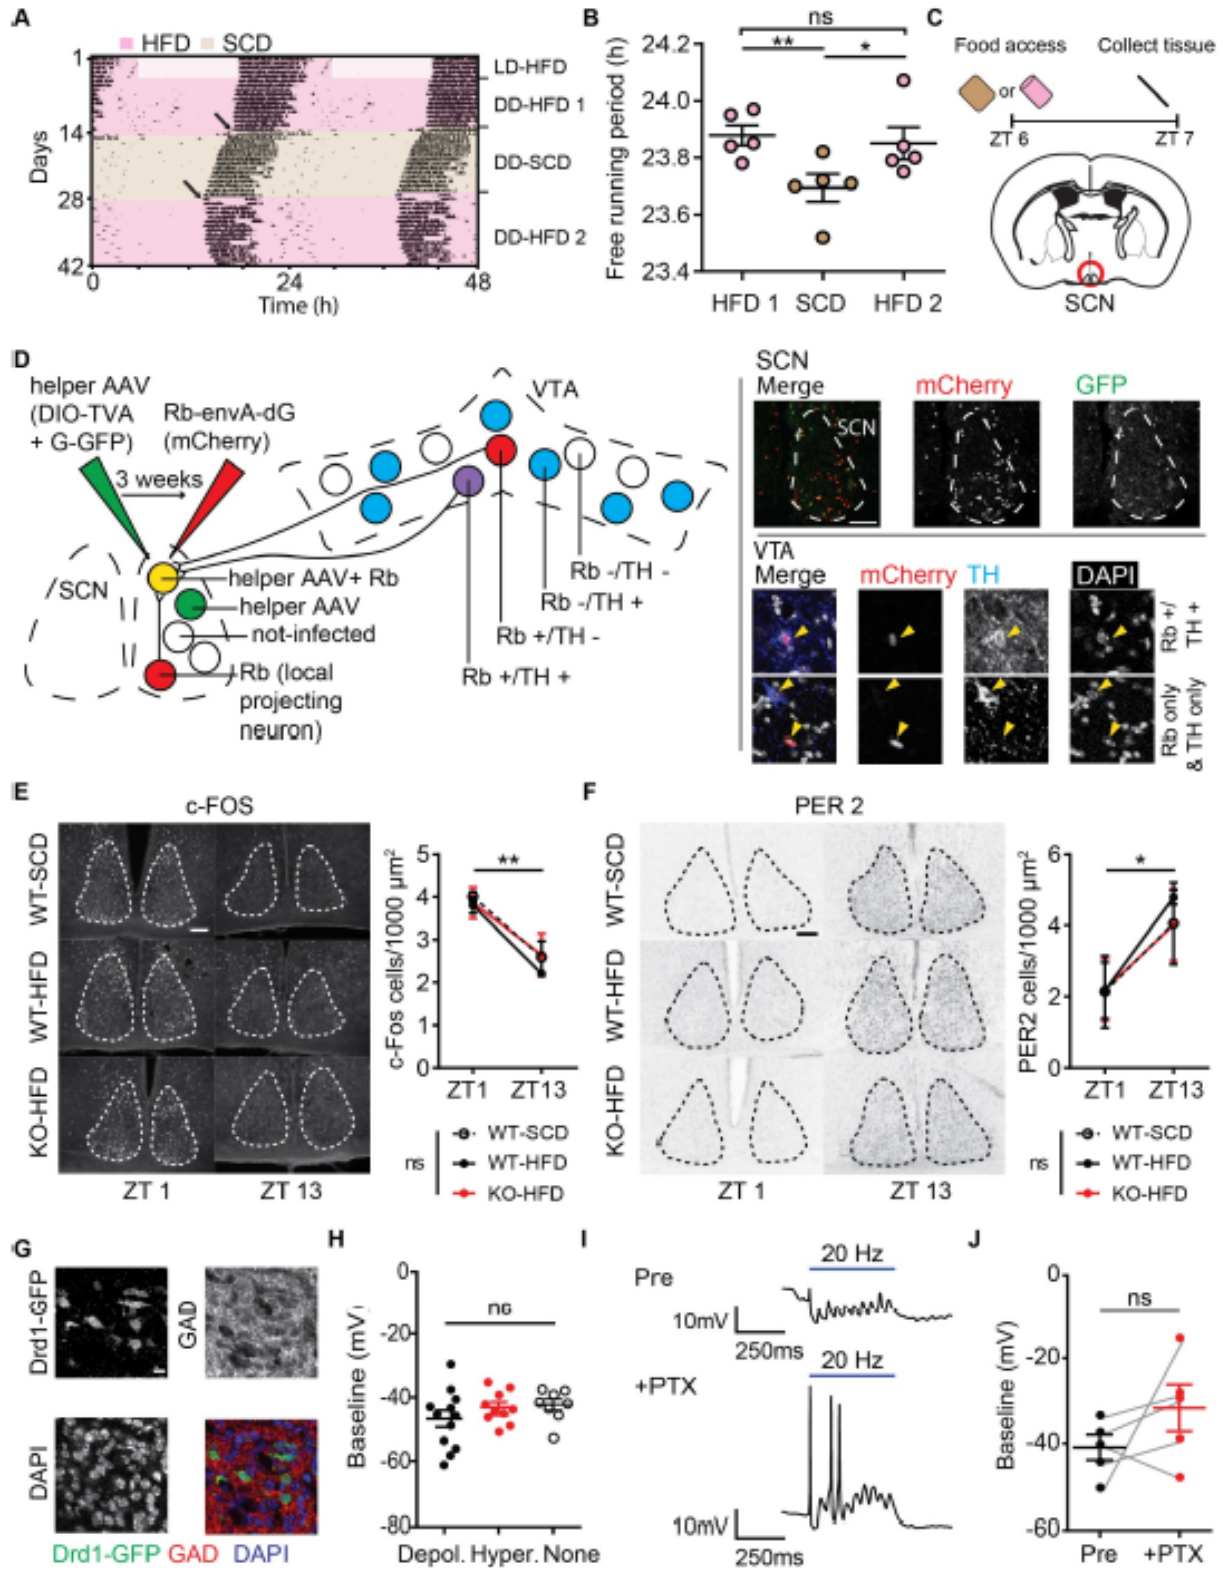 A
HFD SCD
1
14
28
42
Days
0 24 48
Time (h)
LD-HFD
DD-HFD 1
DD-SCD
DD-HFD 2
B
ns
** *
24.2
24.0
23.8
23.6
23.4
Free running period (h)
HFD 1 SCD HFD 2
C
Food access Collect tissue
or
ZT 6 ZT 7
SCN
D
helper AAV
(DIO-TVA
+ G-GFP)
Rb-envA-dG
(mCherry)
3 weeks
VTA
SCN
helper AAV+ Rb
helper AAV
not-infected
Rb (local
projecting
neuron)
Rb -/TH -
Rb -/TH +
Rb +/TH -
Rb +/TH +
SCN
Merge mCherry GFP
SCN
VTA
Merge mCherry TH DAPI
Rb +/
TH +
Rb only
& TH only
E
c-FOS
WT-SCD
WT-HFD
KO-HFD
ZT 1 ZT 13
**
5
4
3
2
1
0
c-Fos cells/1000 μm²
ZT1 ZT13
ns
WT-SCD
WT-HFD
KO-HFD
F
PER 2
WT-SCD
WT-HFD
KO-HFD
ZT 1 ZT 13
*
6
4
2
0
PER2 cells/1000 μm²
ZT1 ZT13
ns
WT-SCD
WT-HFD
KO-HFD
G
Drd1-GFP
GAD
DAPI
Drd1-GFP GAD DAPI
H
ns
0
-20
-40
-60
-80
Baseline (mV)
Depol. Hyper. None
I
Pre
20 Hz
10mV
250ms
+PTX
20 Hz
10mV
250ms
J
ns
0
-20
-40
-60
Baseline (mV)
Pre +PTX